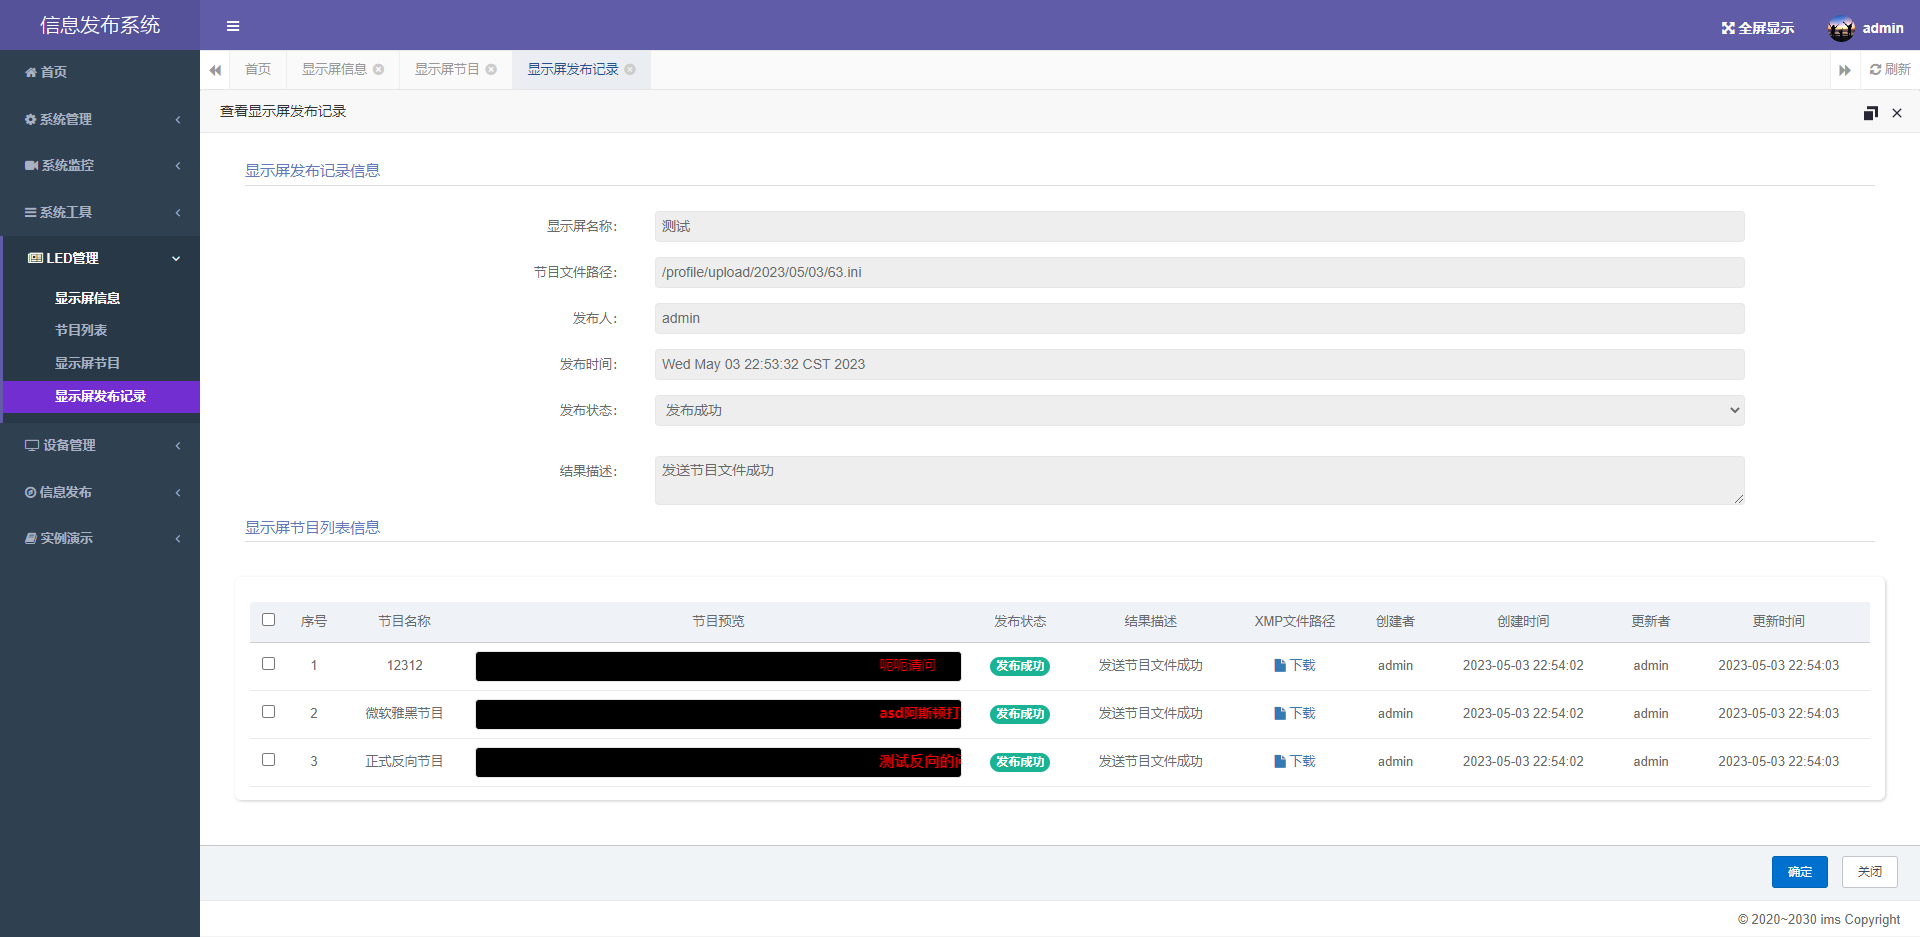 信息发布系统
全屏显示
admin
首页
显示屏信息
显示屏节目
显示屏发布记录
刷新
首页
系统管理
系统监控
系统工具
LED管理
显示屏信息
节目列表
显示屏节目
显示屏发布记录
设备管理
信息发布
实例演示
查看显示屏发布记录
显示屏发布记录信息
显示屏名称: 测试
节目文件路径: /profile/upload/2023/05/03/63.ini
发布人: admin
发布时间: Wed May 03 22:53:32 CST 2023
发布状态: 发布成功
结果描述: 发送节目文件成功
显示屏节目列表信息
序号 节目名称 节目预览 发布状态 结果描述 XMP文件路径 创建者 创建时间 更新者 更新时间
1 12312 呃呃请问 发布成功 发送节目文件成功 下载 admin 2023-05-03 22:54:02 admin 2023-05-03 22:54:03
2 微软雅黑节目 asd阿斯顿打 发布成功 发送节目文件成功 下载 admin 2023-05-03 22:54:02 admin 2023-05-03 22:54:03
3 正式反向节目 测试反向的 发布成功 发送节目文件成功 下载 admin 2023-05-03 22:54:02 admin 2023-05-03 22:54:03
确定
关闭
© 2020~2030 ims Copyright